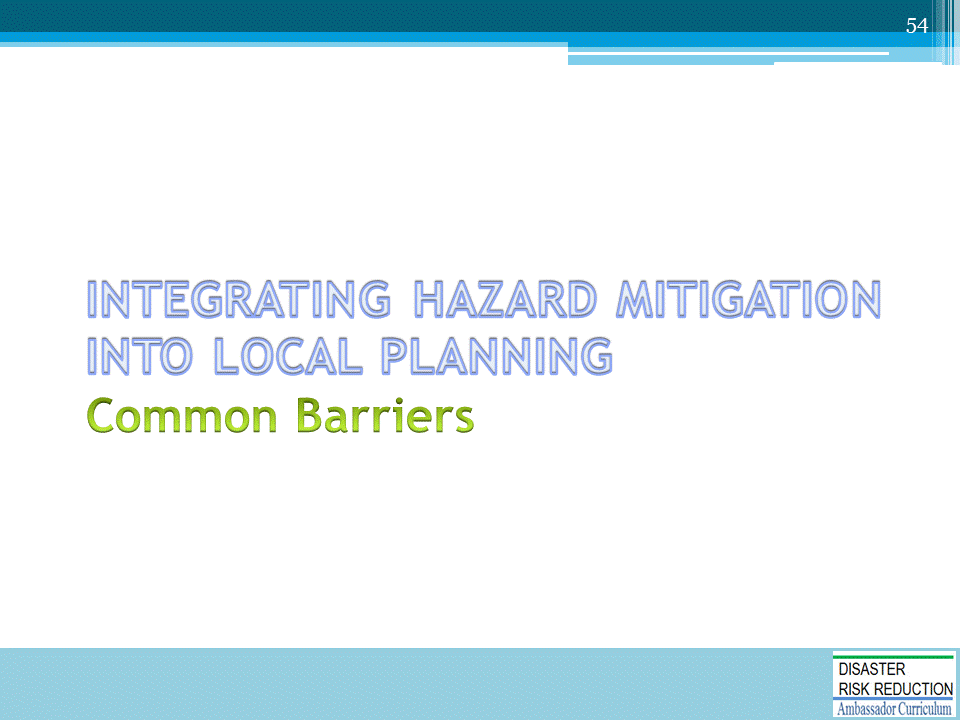 54
INTEGRATING HAZARD MITIGATION
INTO LOCAL PLANNING
Common Barriers
DISASTER
RISK REDUCTION
Ambassador Curriculum